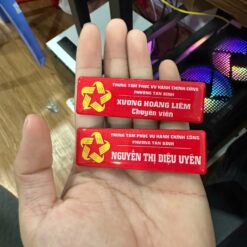 TRUNG TÂM PHỤC VỤ HÀNH CHÍNH CÔNG
PHƯỜNG TÂN BÌNH
XƯƠNG HOÀNG LIÊM
Chuyên viên
TRUNG TÂM PHỤC VỤ HÀNH CHÍNH CÔNG
PHƯỜNG TÂN BÌNH
NGUYỄN THỊ DIỆU UYÊN